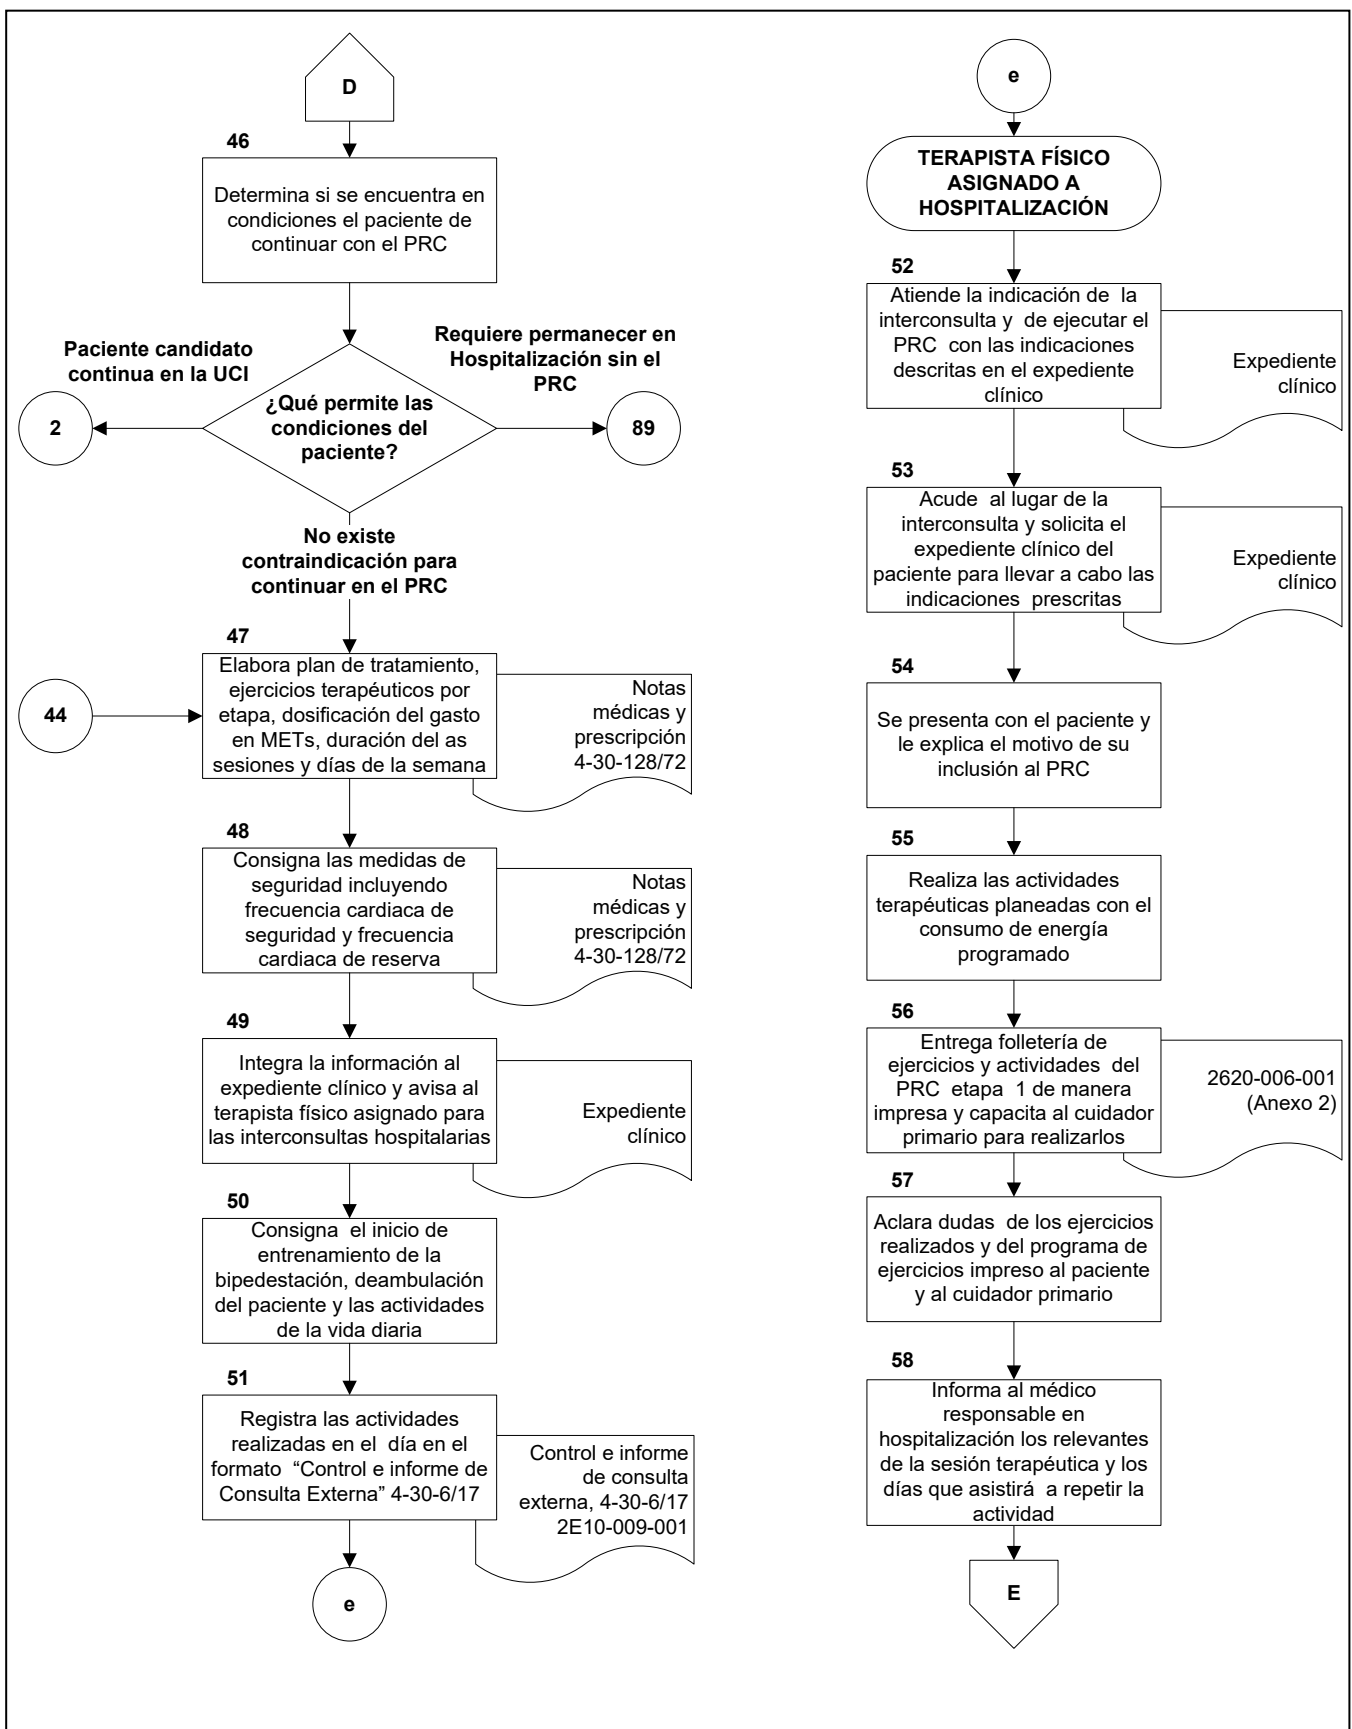 D
46
Determina si se encuentra en
condiciones el paciente de
continuar con el PRC
Paciente candidato
continua en la UCI
Requiere permanecer en
Hospitalización sin el
PRC
2
¿Qué permite las
condiciones del
paciente?
89
No existe
contraindicación para
continuar en el PRC
44
47
Elabora plan de tratamiento,
ejercicios terapéuticos por
etapa, dosificación del gasto
en METs, duración del as
sesiones y días de la semana
Notas
médicas y
prescripción
4-30-128/72
48
Consigna las medidas de
seguridad incluyendo
frecuencia cardiaca de
seguridad y frecuencia
cardiaca de reserva
Notas
médicas y
prescripción
4-30-128/72
49
Integra la información al
expediente clínico y avisa al
terapista físico asignado para
las interconsultas hospitalarias
Expediente
clínico
50
Consigna el inicio de
entrenamiento de la
bipedestación, deambulación
del paciente y las actividades
de la vida diaria
51
Registra las actividades
realizadas en el día en el
formato “Control e informe de
Consulta Externa” 4-30-6/17
Control e informe
de consulta
externa, 4-30-6/17
2E10-009-001
e
e
TERAPISTA FÍSICO
ASIGNADO A
HOSPITALIZACIÓN
52
Atiende la indicación de la
interconsulta y de ejecutar el
PRC con las indicaciones
descritas en el expediente
clínico
Expediente
clínico
53
Acude al lugar de la
interconsulta y solicita el
expediente clínico del
paciente para llevar a cabo las
indicaciones prescritas
Expediente
clínico
54
Se presenta con el paciente y
le explica el motivo de su
inclusión al PRC
55
Realiza las actividades
terapéuticas planeadas con el
consumo de energía
programado
56
Entrega folletería de
ejercicios y actividades del
PRC etapa 1 de manera
impresa y capacita al cuidador
primario para realizarlos
2620-006-001
(Anexo 2)
57
Aclara dudas de los ejercicios
realizados y del programa de
ejercicios impreso al paciente
y al cuidador primario
58
Informa al médico
responsable en
hospitalización los relevantes
de la sesión terapéutica y los
días que asistirá a repetir la
actividad
E